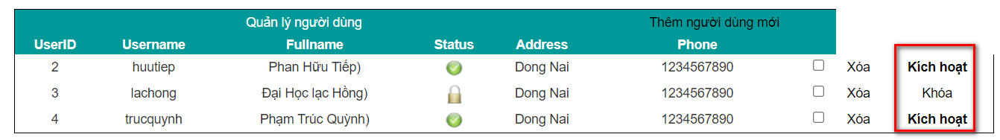 Quản lý người dùng Thêm người dùng mới
UserID Username Fullname Status Address Phone
2 huutiep Phan Hữu Tiếp) Dong Nai 1234567890 Xóa Kích hoạt
3 lachong Đại Học lạc Hồng) Dong Nai 1234567890 Xóa Khóa
4 trucquynh Phạm Trúc Quỳnh) Dong Nai 1234567890 Xóa Kích hoạt